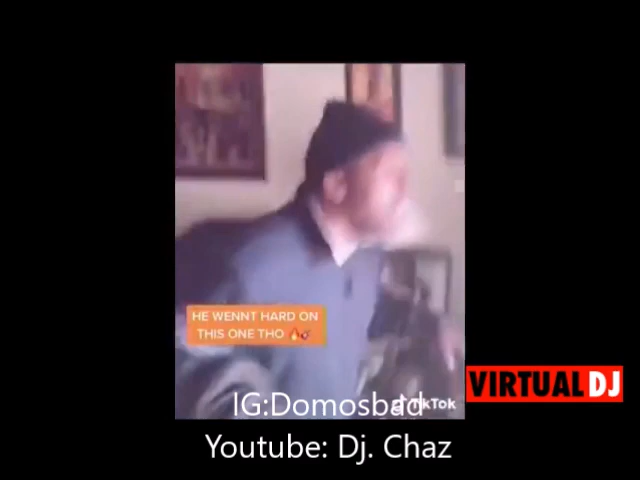 HE WENNT HARD ON
THIS ONE THO 🔥🚀
VIRTUAL DJ
TikTok
IG:Domosbad
Youtube: Dj. Chaz